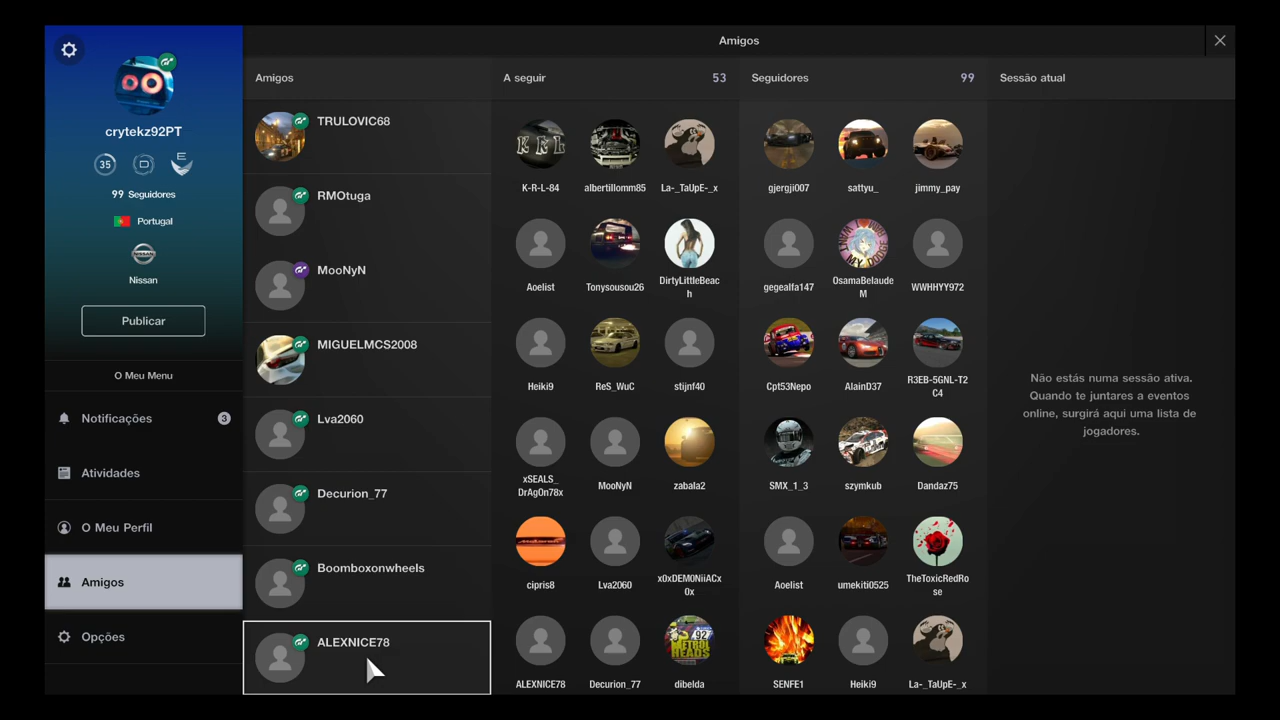 Amigos
crytekz92PT
35
E
99 Seguidores
Portugal
Nissan
Publicar
O Meu Menu
Notificações 3
Atividades
O Meu Perfil
Amigos
Opções
Amigos
TRULOVIC68
RMOtuga
MooNyN
MIGUELMCS2008
Lva2060
Decurion_77
Boomboxonwheels
ALEXNICE78
A seguir 53
K-R-L-84 albertillomm85 La-_TaUpE-_x
Aoelist Tonysousou26 DirtyLittleBeac
h
Heiki9 ReS_WuC stijnf40
xSEALS_
DrAgOn78x MooNyN zabala2
cipris8 Lva2060 x0xDEM0NiiACx
0x
92
ALEXNICE78 Decurion_77 dibelda
Seguidores 99
gjergji007 sattyu_ jimmy_pay
gegealfa147 OsamaBelaude
M WWHHYY972
Cpt53Nepo AlainD37 R3EB-5GNL-T2
C4
SMX_1_3 szymkub Dandaz75
Aoelist umekiti0525 TheToxicRedRo
se
SENFE1 Heiki9 La-_TaUpE-_x
Sessão atual
Não estás numa sessão ativa.
Quando te juntares a eventos
online, surgirá aqui uma lista de
jogadores.